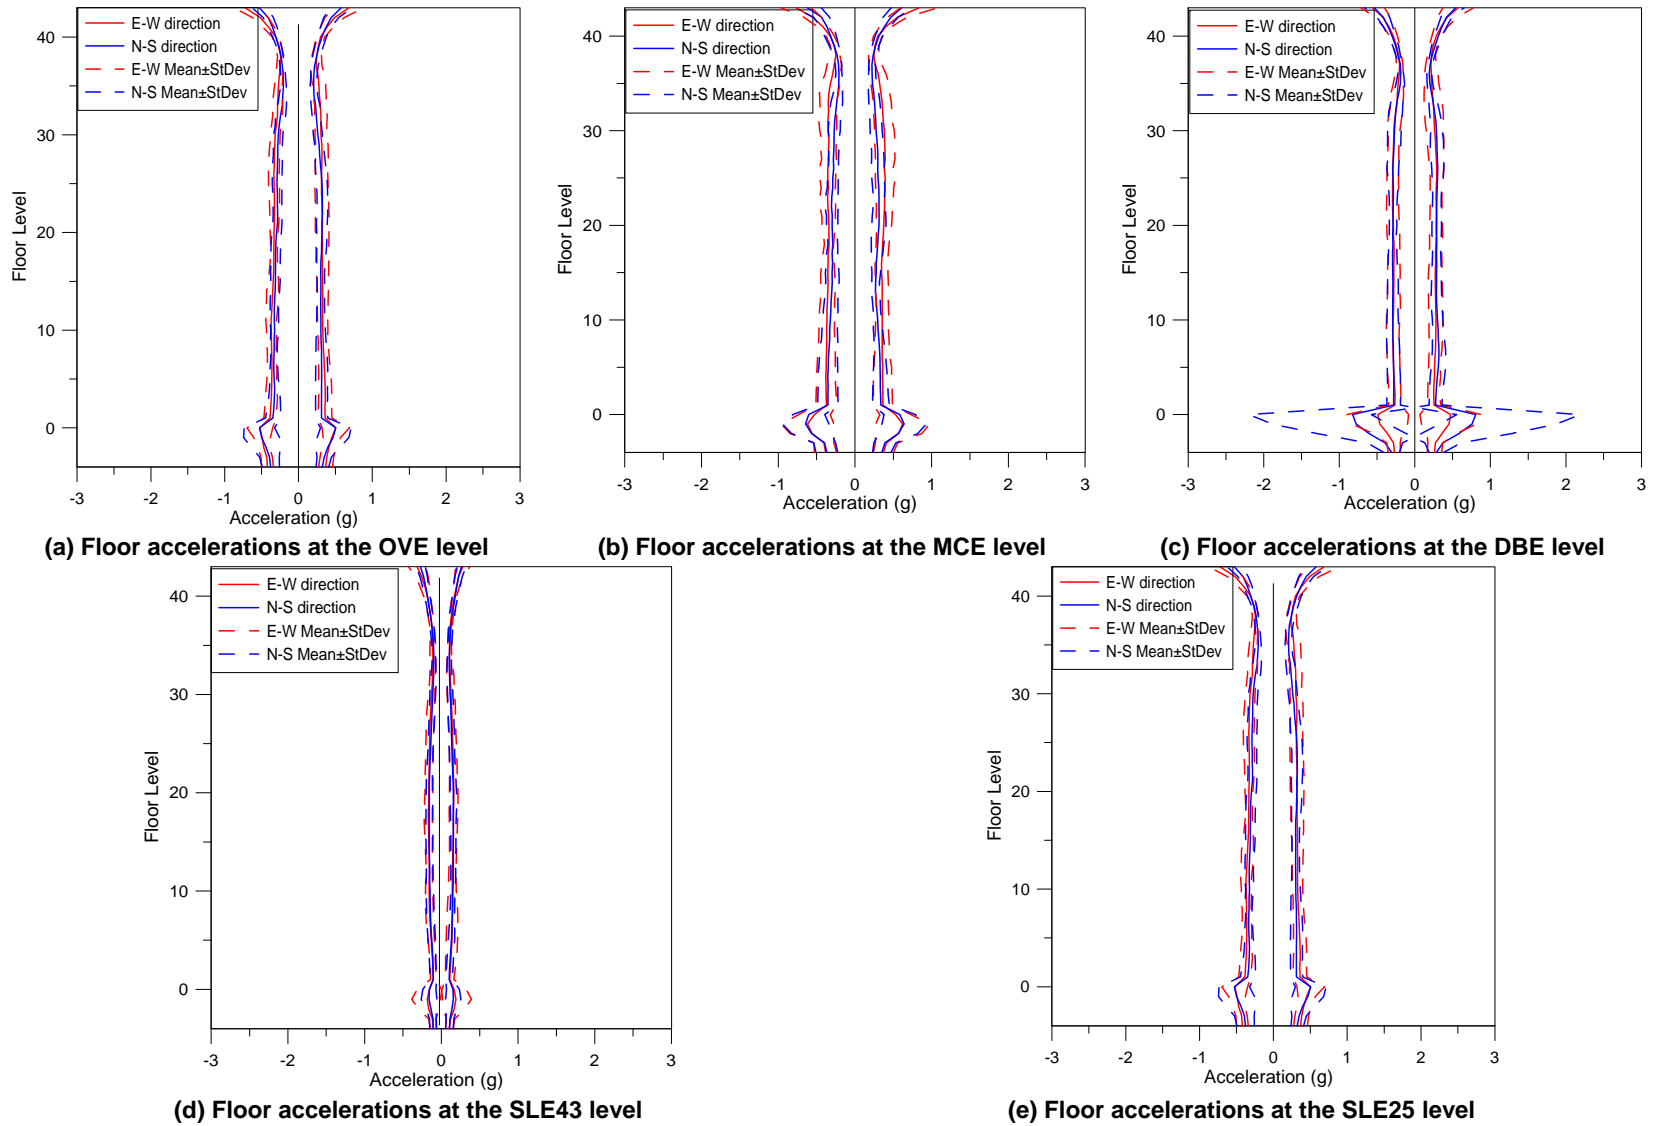 E-W direction
N-S direction
E-W Mean±StDev
N-S Mean±StDev
40
30
20
10
0
Floor Level
-3 -2 -1 0 1 2 3
Acceleration (g)
(a) Floor accelerations at the OVE level
E-W direction
N-S direction
E-W Mean±StDev
N-S Mean±StDev
40
30
20
10
0
Floor Level
-3 -2 -1 0 1 2 3
Acceleration (g)
(b) Floor accelerations at the MCE level
E-W direction
N-S direction
E-W Mean±StDev
N-S Mean±StDev
40
30
20
10
0
Floor Level
-3 -2 -1 0 1 2 3
Acceleration (g)
(c) Floor accelerations at the DBE level
E-W direction
N-S direction
E-W Mean±StDev
N-S Mean±StDev
40
30
20
10
0
Floor Level
-3 -2 -1 0 1 2 3
Acceleration (g)
(d) Floor accelerations at the SLE43 level
E-W direction
N-S direction
E-W Mean±StDev
N-S Mean±StDev
40
30
20
10
0
Floor Level
-3 -2 -1 0 1 2 3
Acceleration (g)
(e) Floor accelerations at the SLE25 level